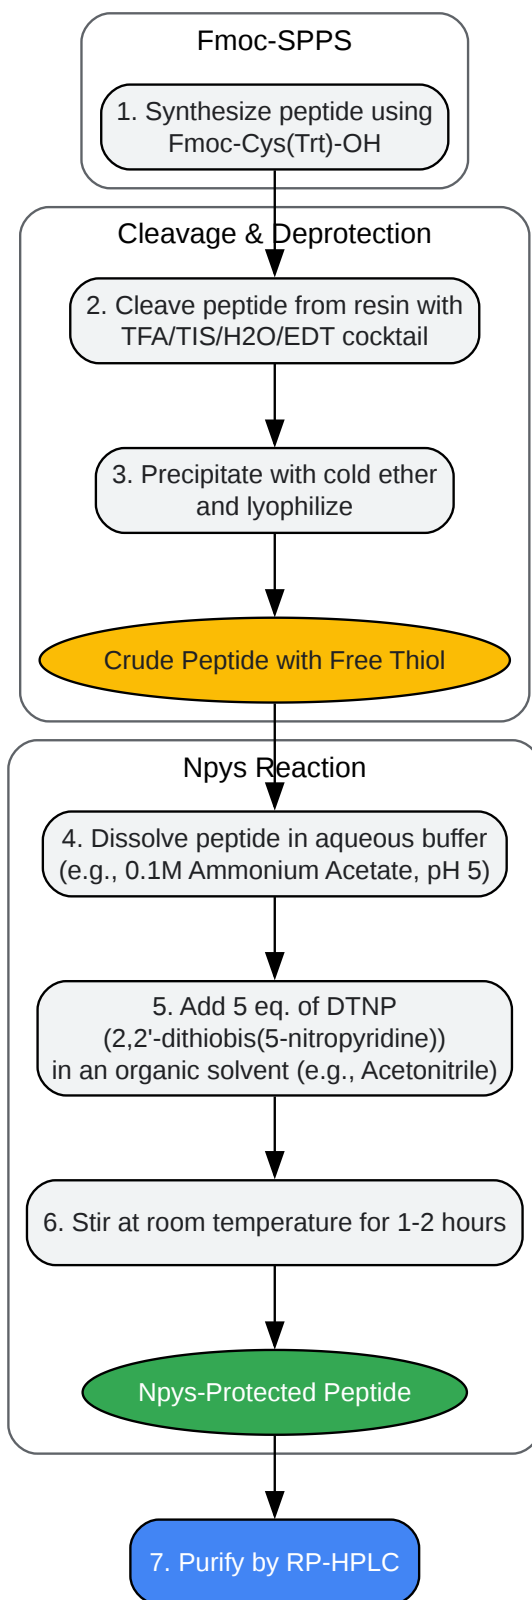 Fmoc-SPPS
1. Synthesize peptide using
Fmoc-Cys(Trt)-OH
Cleavage & Deprotection
2. Cleave peptide from resin with
TFA/TIS/H2O/EDT cocktail
3. Precipitate with cold ether
and lyophilize
Crude Peptide with Free Thiol
Npys Reaction
4. Dissolve peptide in aqueous buffer
(e.g., 0.1M Ammonium Acetate, pH 5)
5. Add 5 eq. of DTNP
(2,2'-dithiobis(5-nitropyridine))
in an organic solvent (e.g., Acetonitrile)
6. Stir at room temperature for 1-2 hours
Npys-Protected Peptide
7. Purify by RP-HPLC